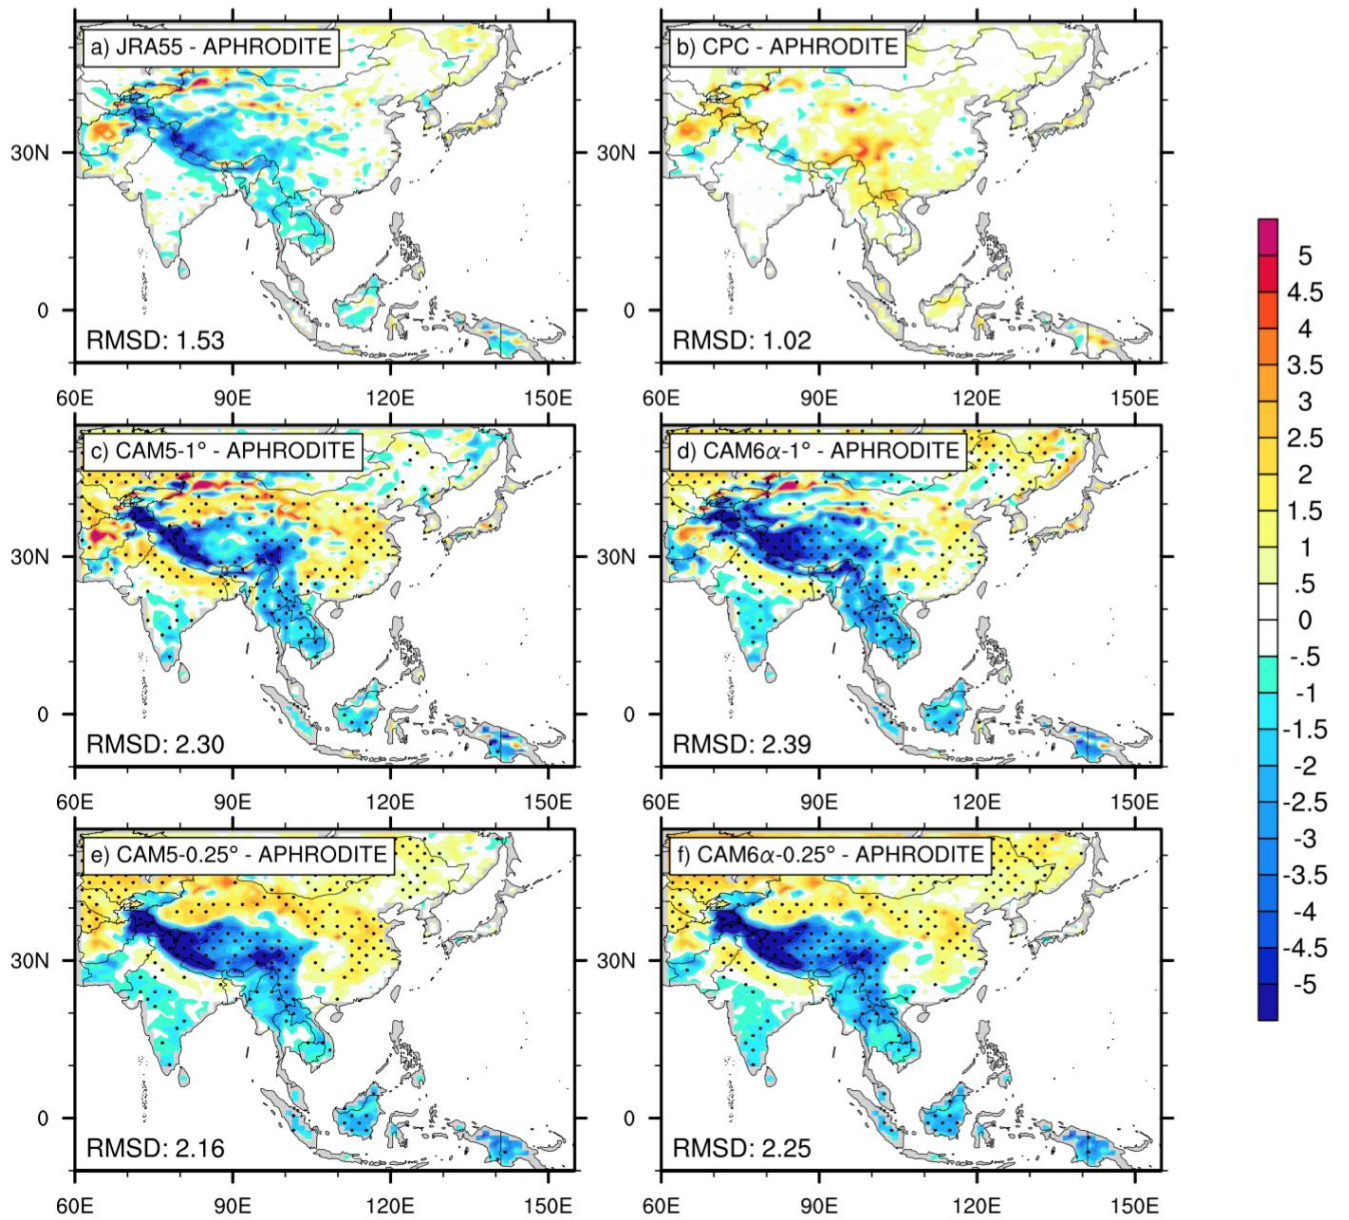 a) JRA55 - APHRODITE
b) CPC - APHRODITE
30N
0
RMSD: 1.53
60E 90E 120E 150E
30N
0
RMSD: 1.02
60E 90E 120E 150E
c) CAM5-1° - APHRODITE
d) CAM6α-1° - APHRODITE
30N
0
RMSD: 2.30
60E 90E 120E 150E
30N
0
RMSD: 2.39
60E 90E 120E 150E
e) CAM5-0.25° - APHRODITE
f) CAM6α-0.25° - APHRODITE
30N
0
RMSD: 2.16
60E 90E 120E 150E
30N
0
RMSD: 2.25
60E 90E 120E 150E
5
4.5
4
3.5
3
2.5
2
1.5
1
.5
0
-.5
-1
-1.5
-2
-2.5
-3
-3.5
-4
-4.5
-5